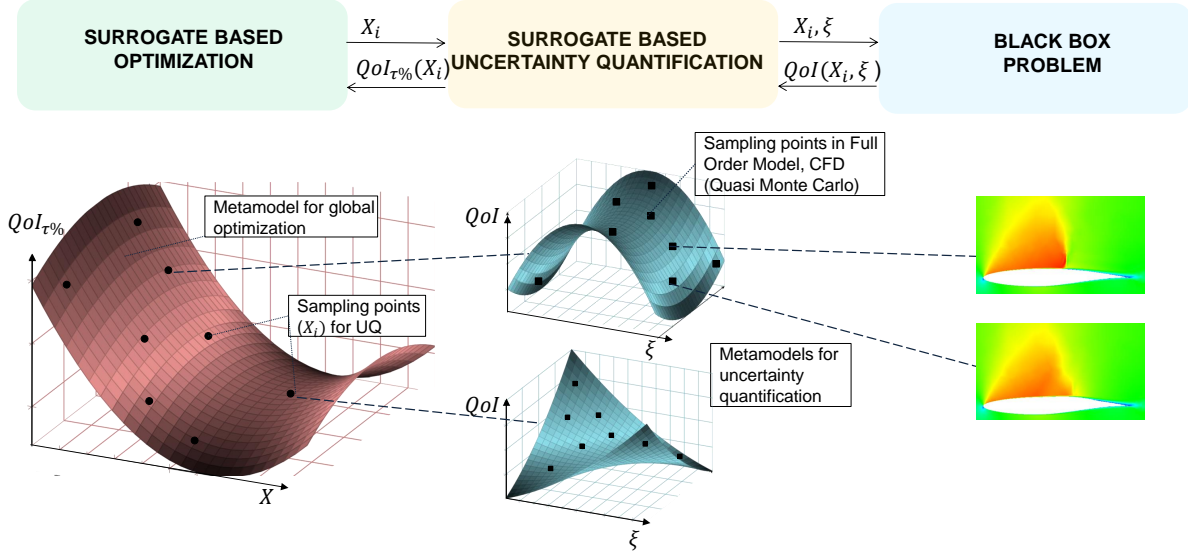 SURROGATE BASED
OPTIMIZATION
X_i
QoI_{τ%}(X_i)
SURROGATE BASED
UNCERTAINTY QUANTIFICATION
X_i, ξ
QoI(X_i, ξ)
BLACK BOX
PROBLEM
QoI_{τ%}
Metamodel for global
optimization
Sampling points
(X_i) for UQ
X
QoI
Sampling points in Full
Order Model, CFD
(Quasi Monte Carlo)
ξ
QoI
Metamodels for
uncertainty
quantification
ξ